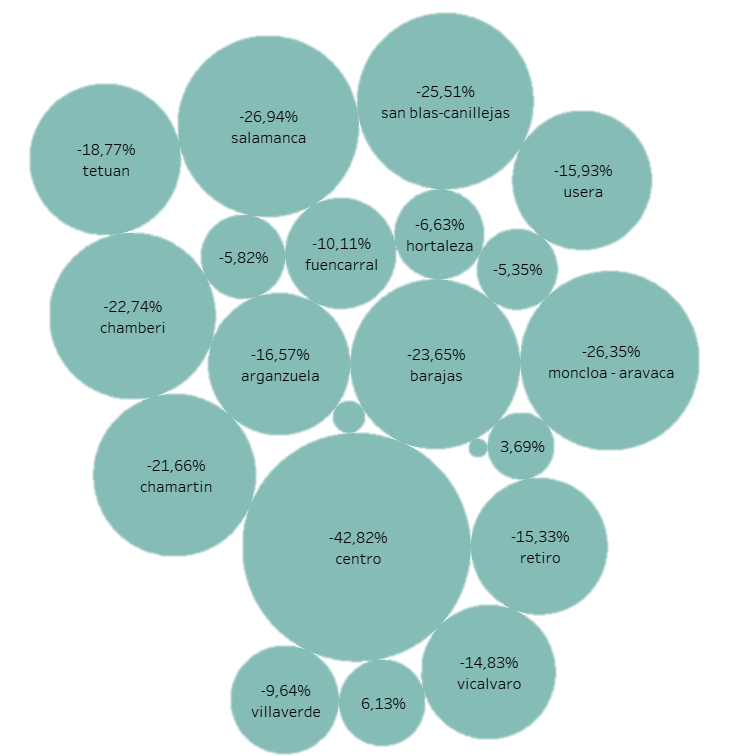 -25,51%
san blas-canillejas
-26,94%
salamanca
-18,77%
tetuan
-15,93%
usera
-6,63%
hortaleza
-10,11%
fuencarral
-5,82%
-5,35%
-22,74%
chamberi
-16,57%
arganzuela
-23,65%
barajas
-26,35%
moncloa - aravaca
3,69%
-21,66%
chamartin
-42,82%
centro
-15,33%
retiro
-14,83%
vicalvaro
-9,64%
villaverde
6,13%